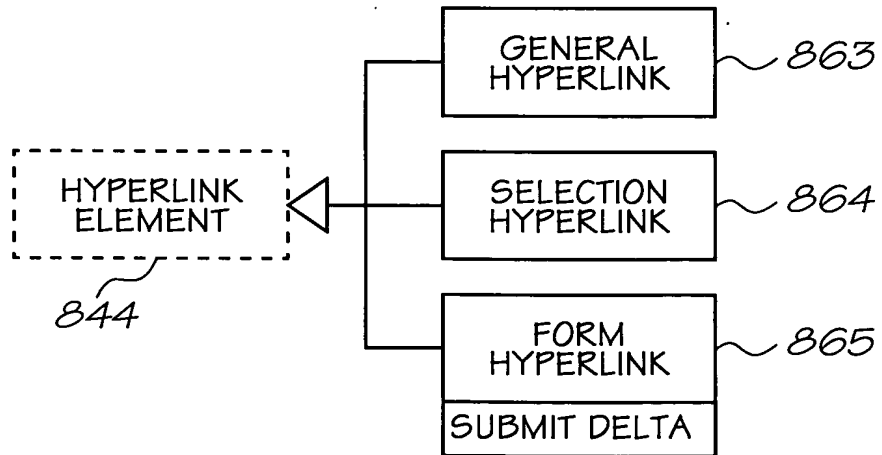 GENERAL
HYPERLINK
863
HYPERLINK
ELEMENT
844
SELECTION
HYPERLINK
864
FORM
HYPERLINK
865
SUBMIT DELTA